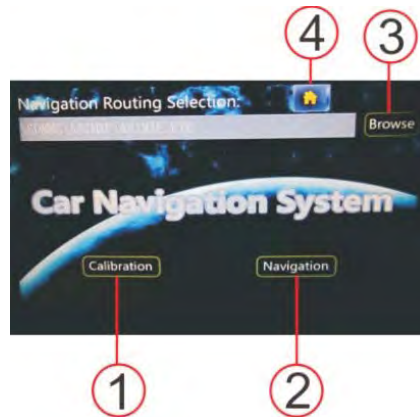 4 3
Navigation Routing Selection:
Browse
Car Navigation System
Calibration Navigation
1 2